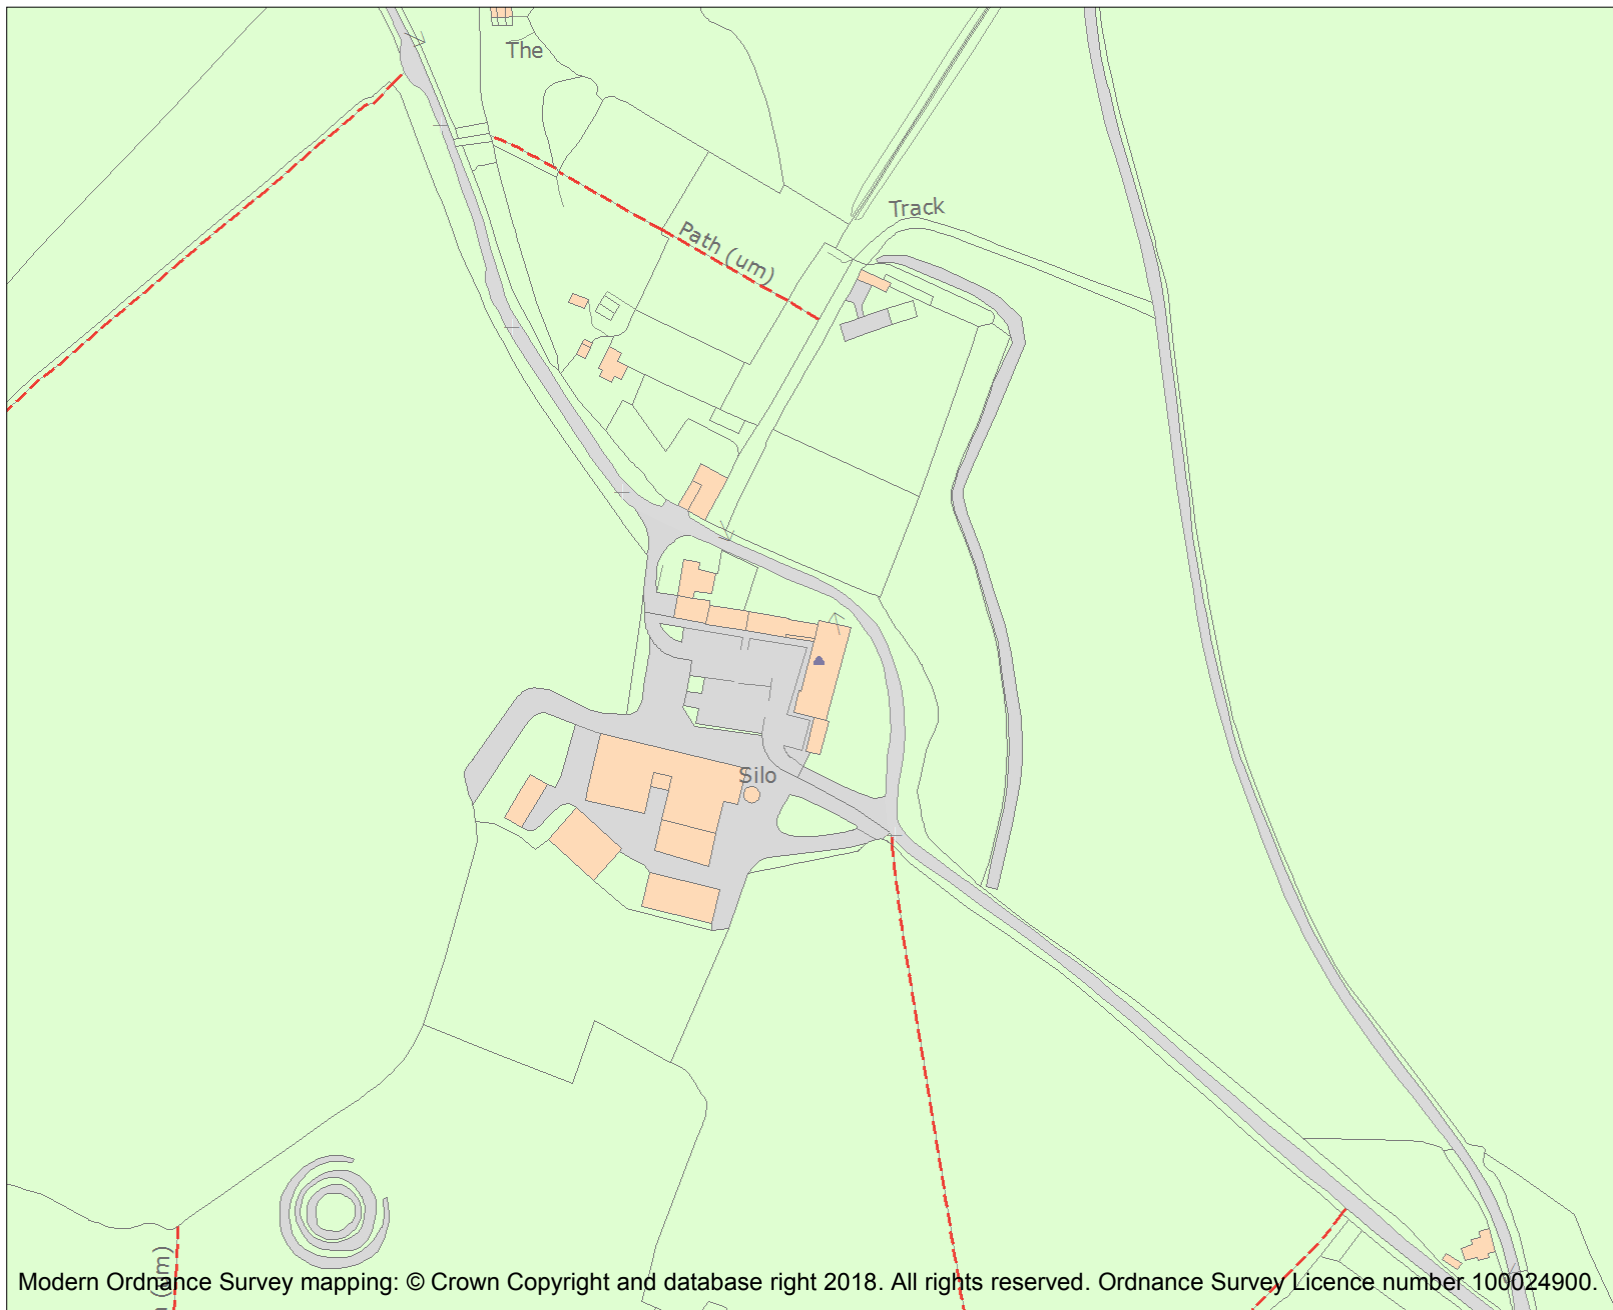 The
Track
Path (um)
Silo
(um)
Modern Ordnance Survey mapping: © Crown Copyright and database right 2018. All rights reserved. Ordnance Survey Licence number 100024900.